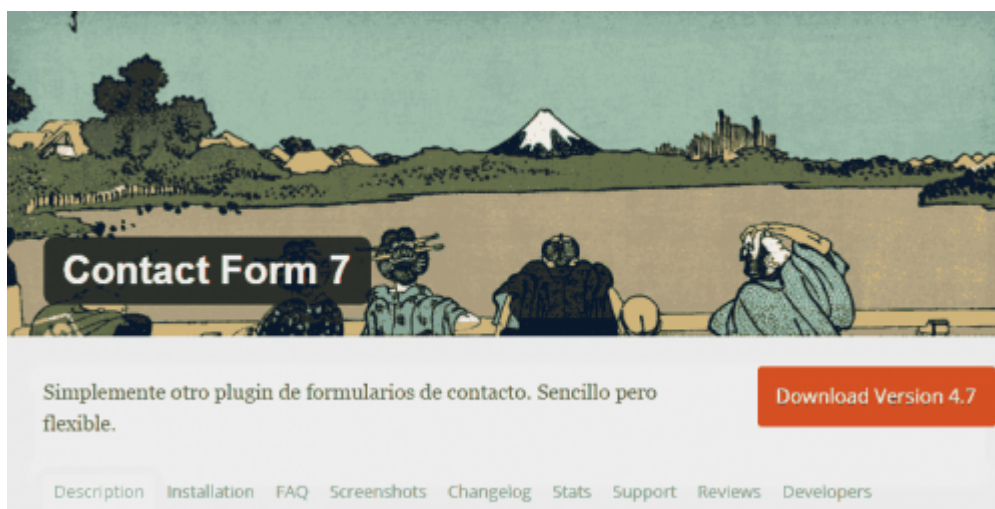 Contact Form 7
Simplemente otro plugin de formularios de contacto. Sencillo pero
flexible.
Download Version 4.7
Description Installation FAQ Screenshots Changelog Stats Support Reviews Developers